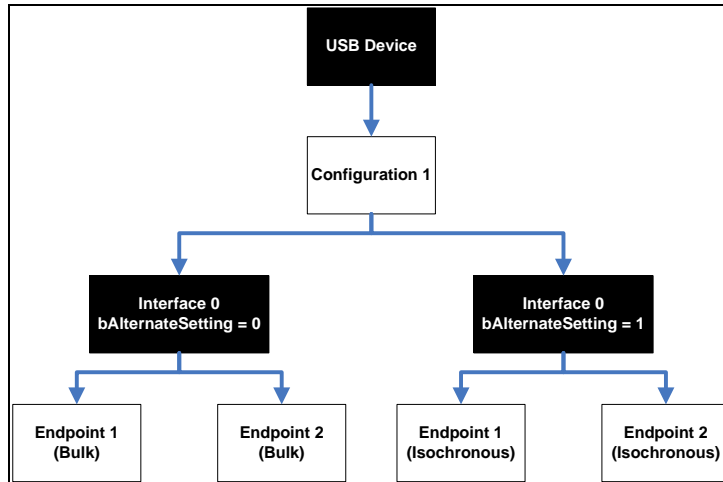 USB Device
Configuration 1
Interface 0
bAlternateSetting = 0
Interface 0
bAlternateSetting = 1
Endpoint 1
(Bulk)
Endpoint 2
(Bulk)
Endpoint 1
(Isochronous)
Endpoint 2
(Isochronous)